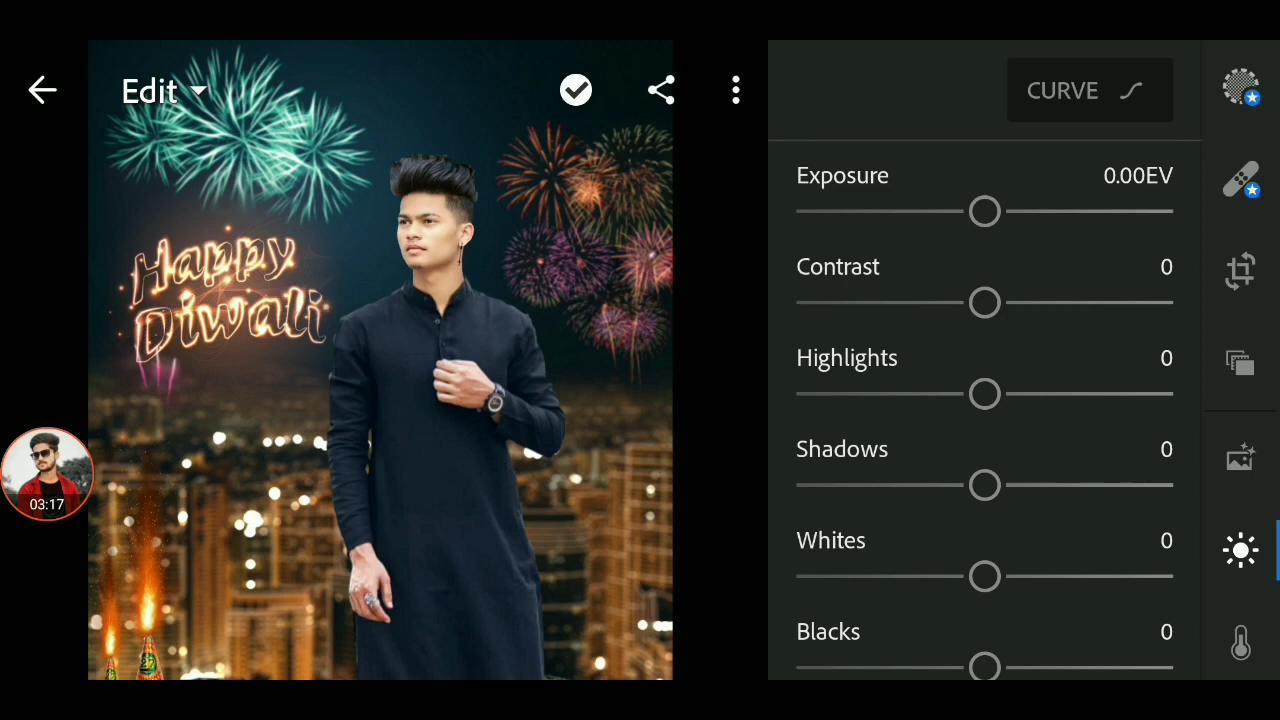 Edit
CURVE
Exposure 0.00EV
Contrast 0
Highlights 0
Shadows 0
Whites 0
Blacks 0
Happy
Diwali
03:17